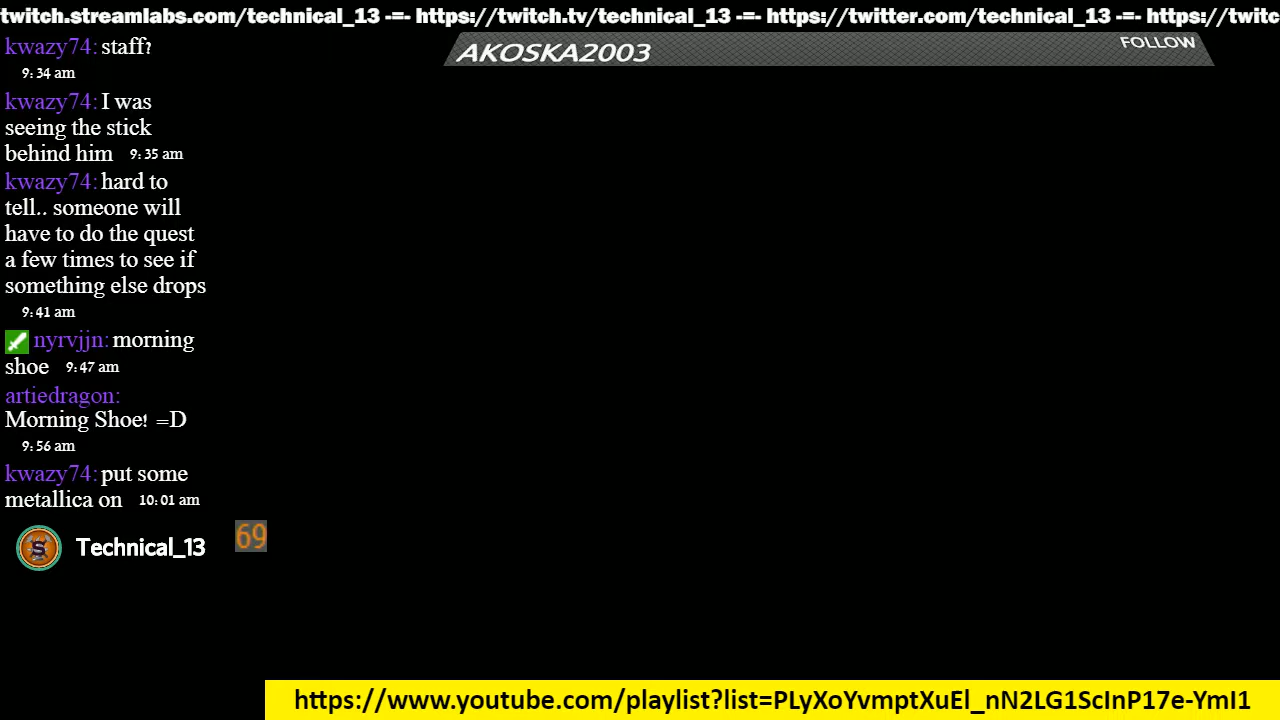 twitch.streamlabs.com/technical_13 -=- https://twitch.tv/technical_13 -=- https://twitter.com/technical_13 -=- https://twitc
AKOSKA2003
FOLLOW
kwazy74: staff?
9:34 am
kwazy74: I was
seeing the stick
behind him 9:35 am
kwazy74: hard to
tell.. someone will
have to do the quest
a few times to see if
something else drops
9:41 am
nyrvjjn: morning
shoe 9:47 am
artiedragon:
Morning Shoe! =D
9:56 am
kwazy74: put some
metallica on 10:01 am
S
Technical_13
69
https://www.youtube.com/playlist?list=PLyXoYvmptXuEl_nN2LG1ScInP17e-YmI1